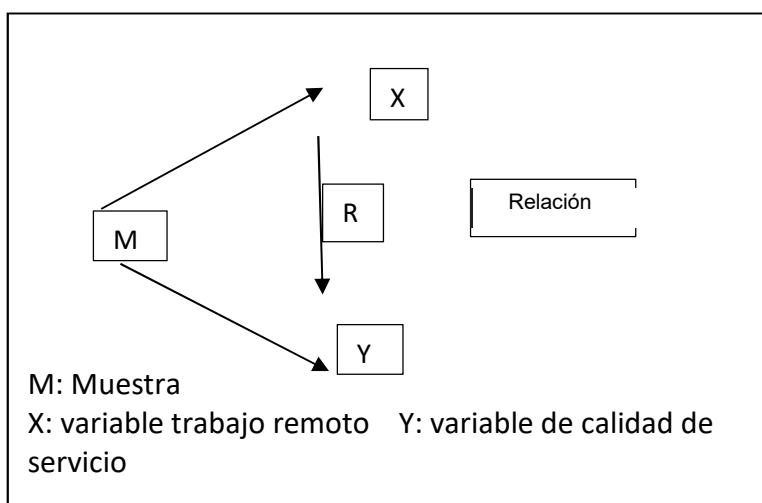 X
R
Relación
M
Y
M: Muestra
X: variable trabajo remoto Y: variable de calidad de
servicio